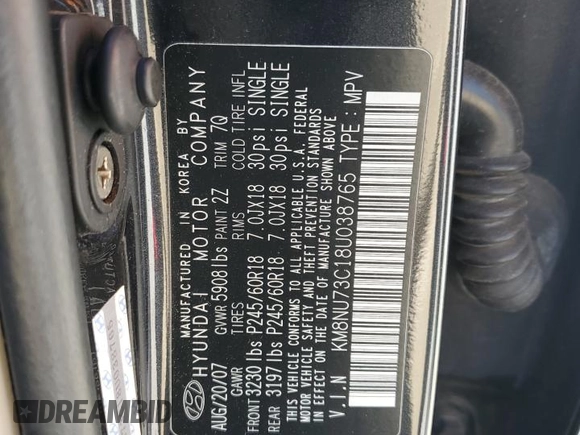 MANUFACTURED IN KOREA BY
HYUNDAI MOTOR COMPANY
AUG/20/07 GVWR 5908lbs PAINT 2Z TRIM 7Q
GAWR TIRES RIMS COLD TIRE INFL
FRONT 3230lbs P245/60R18 7.0JX18 30psi SINGLE
REAR 3197lbs P245/60R18 7.0JX18 30psi SINGLE
THIS VEHICLE CONFORMS TO ALL APPLICABLE U.S.A. FEDERAL
MOTOR VEHICLE SAFETY AND THEFT PREVENTION STANDARDS
IN EFFECT ON THE DATE OF MANUFACTURE SHOWN ABOVE
V I N : KM8NU73C18U038765 TYPE : MPV
DREAMBID